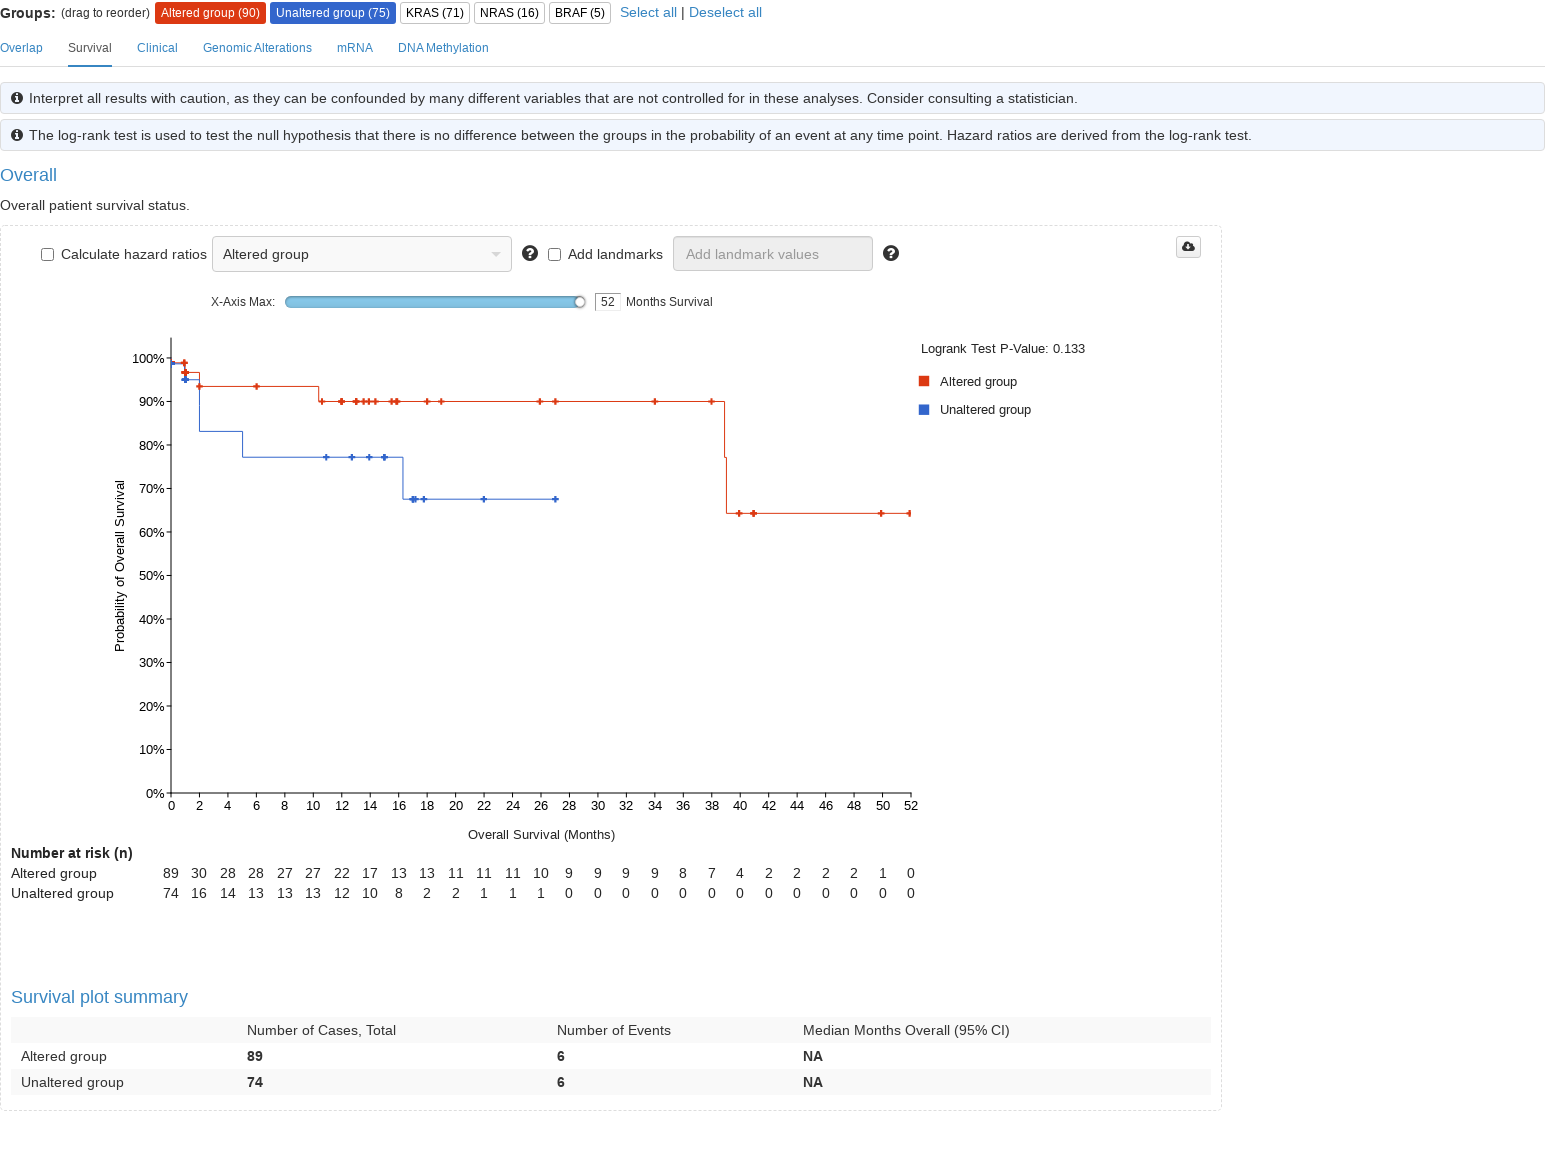 Groups: (drag to reorder) Altered group (90) Unaltered group (75) KRAS (71) NRAS (16) BRAF (5) Select all | Deselect all
Overlap Survival Clinical Genomic Alterations mRNA DNA Methylation
Interpret all results with caution, as they can be confounded by many different variables that are not controlled for in these analyses. Consider consulting a statistician.
The log-rank test is used to test the null hypothesis that there is no difference between the groups in the probability of an event at any time point. Hazard ratios are derived from the log-rank test.
Overall
Overall patient survival status.
Calculate hazard ratios Altered group Add landmarks Add landmark values
X-Axis Max: 52 Months Survival
Logrank Test P-Value: 0.133
Altered group
Unaltered group
Probability of Overall Survival
100%
90%
80%
70%
60%
50%
40%
30%
20%
10%
0%
0 2 4 6 8 10 12 14 16 18 20 22 24 26 28 30 32 34 36 38 40 42 44 46 48 50 52
Overall Survival (Months)
Number at risk (n)
Altered group 89 30 28 28 27 27 22 17 13 13 11 11 11 10 9 9 9 9 8 7 4 2 2 2 2 1 0
Unaltered group 74 16 14 13 13 13 12 10 8 2 2 1 1 1 0 0 0 0 0 0 0 0 0 0 0 0 0
Survival plot summary
Number of Cases, Total Number of Events Median Months Overall (95% CI)
Altered group 89 6 NA
Unaltered group 74 6 NA